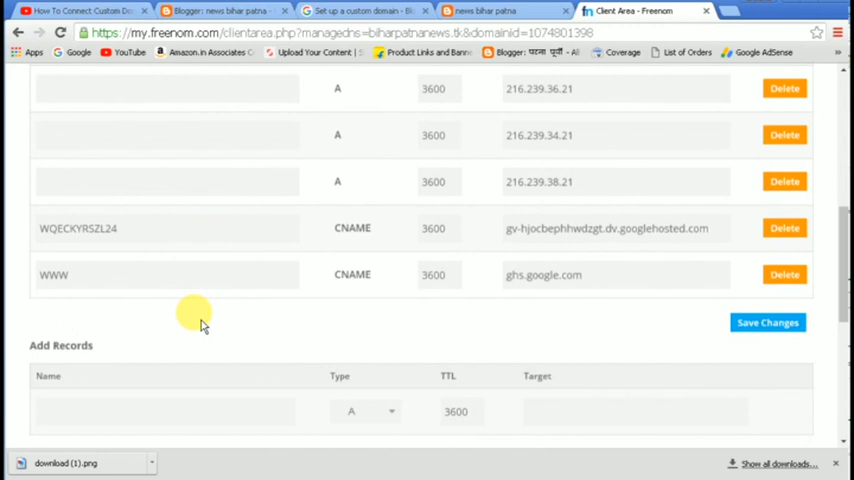 How To Connect: Custom Do
Blogger: news bihar patna -
Set up a custom domain - Bl
news bihar patna
Client Area - Freenom
https://my.freenom.com/clientarea.php?managedns=biharpatnanews.tk&domainid=1074801398
Apps
Google
YouTube
Amazon.in Associates C
Upload Your Content |
Product Links and Bann
Blogger: पटना पूर्वी - All
Coverage
List of Orders
Google AdSense
A 3600 216.239.36.21 Delete
A 3600 216.239.34.21 Delete
A 3600 216.239.38.21 Delete
WQECKYRSZL24 CNAME 3600 gv-hjocbephhwdzgt.dv.googlehosted.com Delete
WWW CNAME 3600 ghs.google.com Delete
Save Changes
Add Records
Name Type TTL Target
A 3600
download (1).png
Show all downloads...